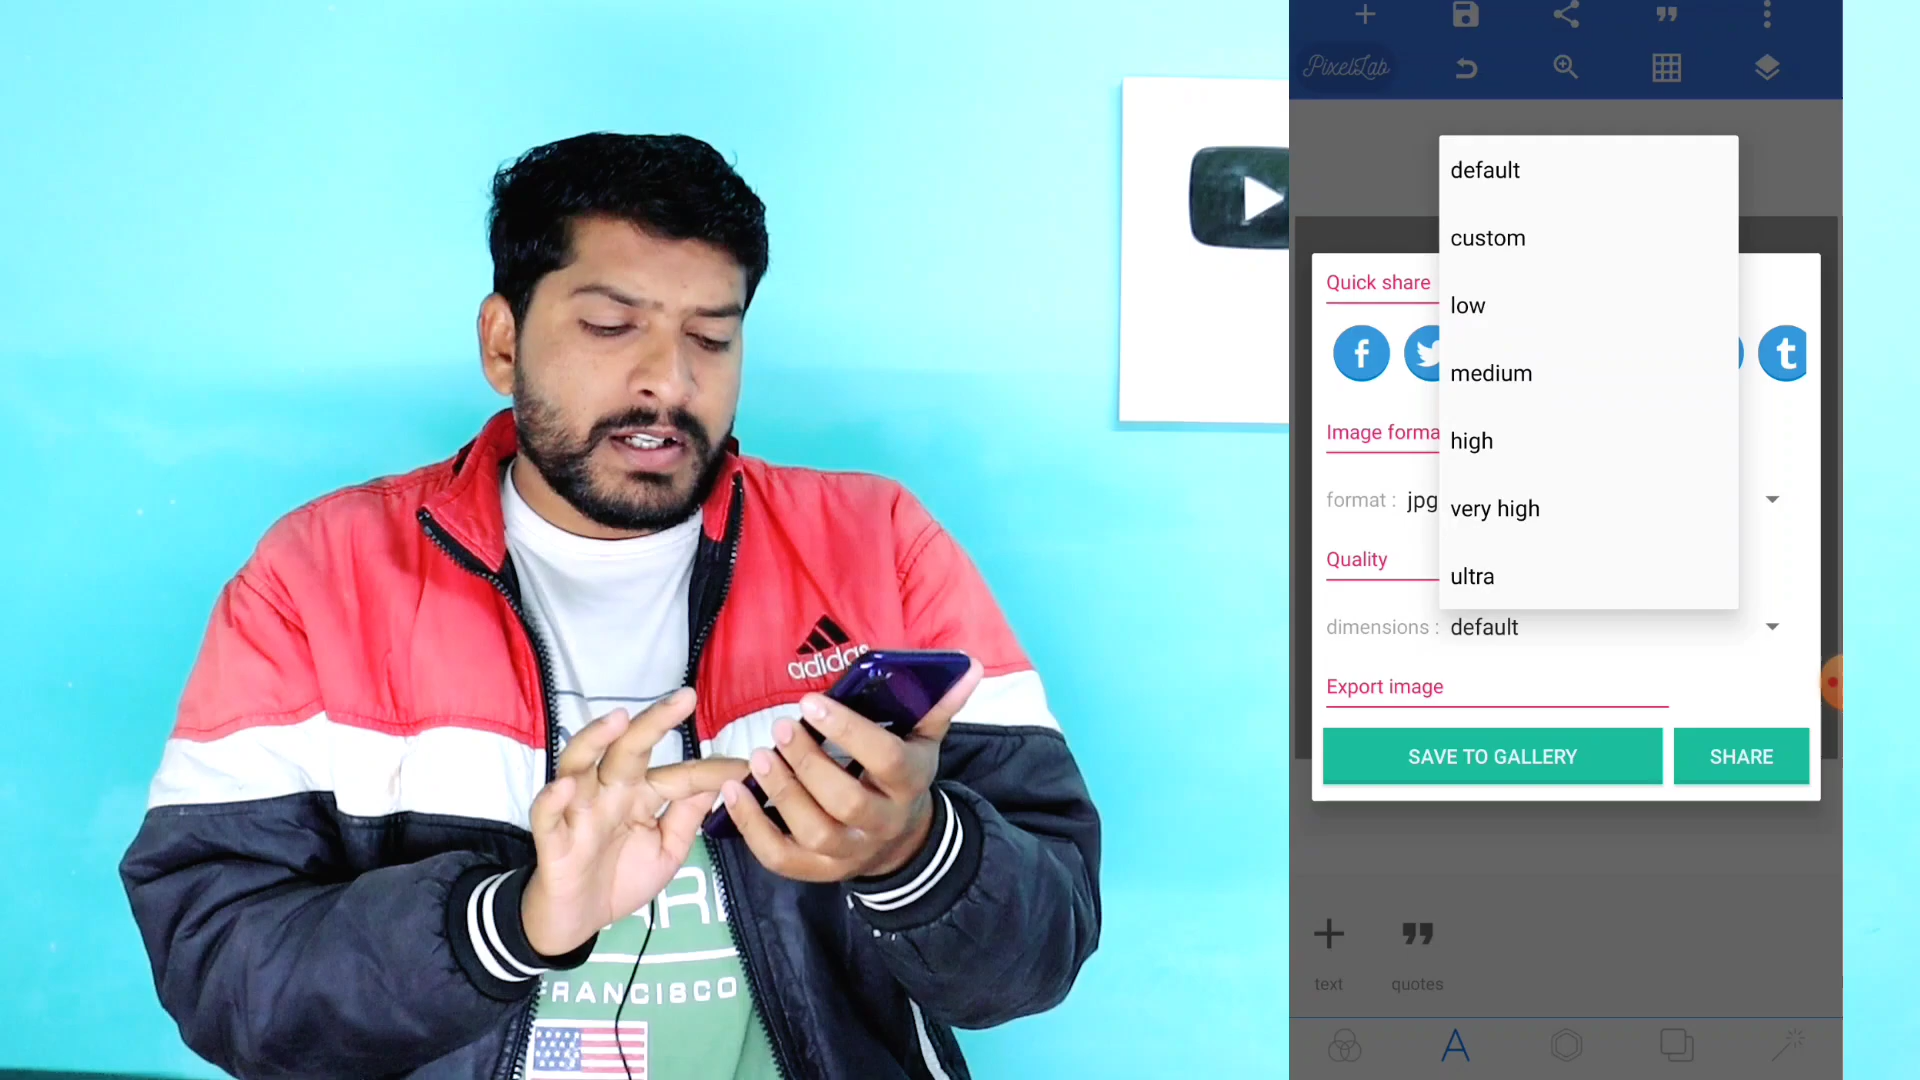 PixelLab
default
custom
Quick share
low
medium
Image forma
high
format : jpg
very high
Quality
ultra
dimensions : default
Export image
SAVE TO GALLERY
SHARE
text
quotes
adidas
FRANCISCO